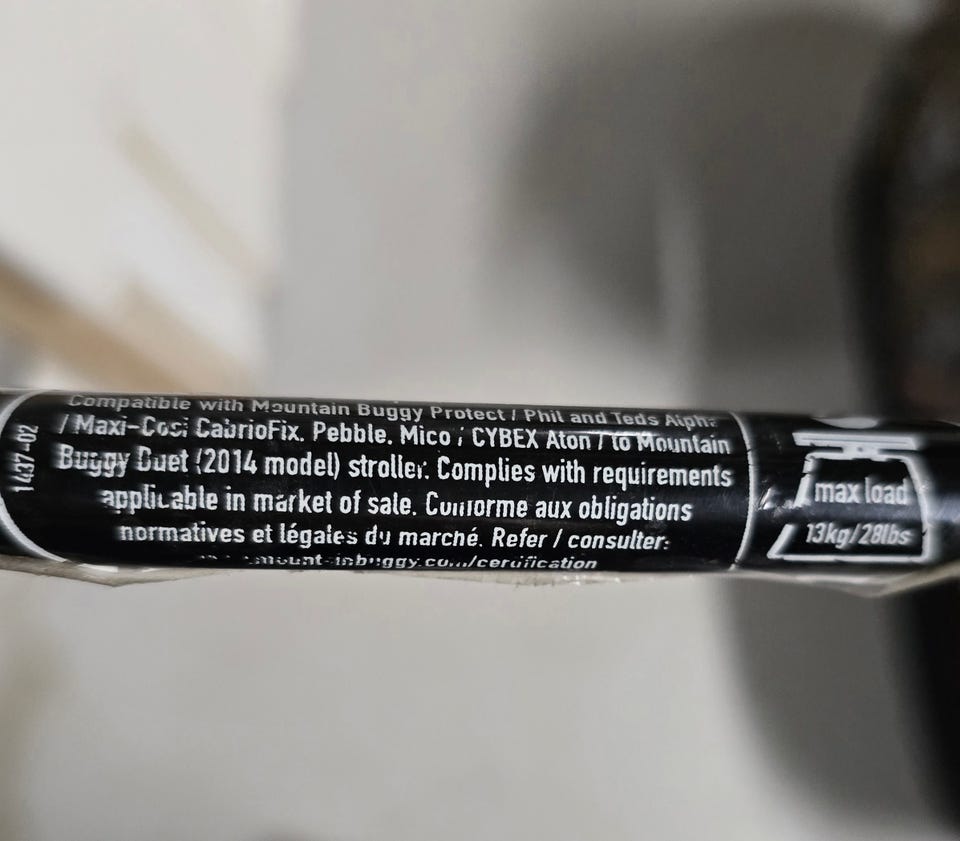 Compatible with Mountain Buggy Protect / Phil and Teds Alpha
/ Maxi-Cosi CabrioFix. Pebble. Mico / CYBEX Aton / to Mountain
Buggy Duet (2014 model) stroller. Complies with requirements
applicable in market of sale. Conforme aux obligations
normatives et légales du marché. Refer / consulter:
mountainbuggy.com/certification
1437-02
max load
13kg/28lbs